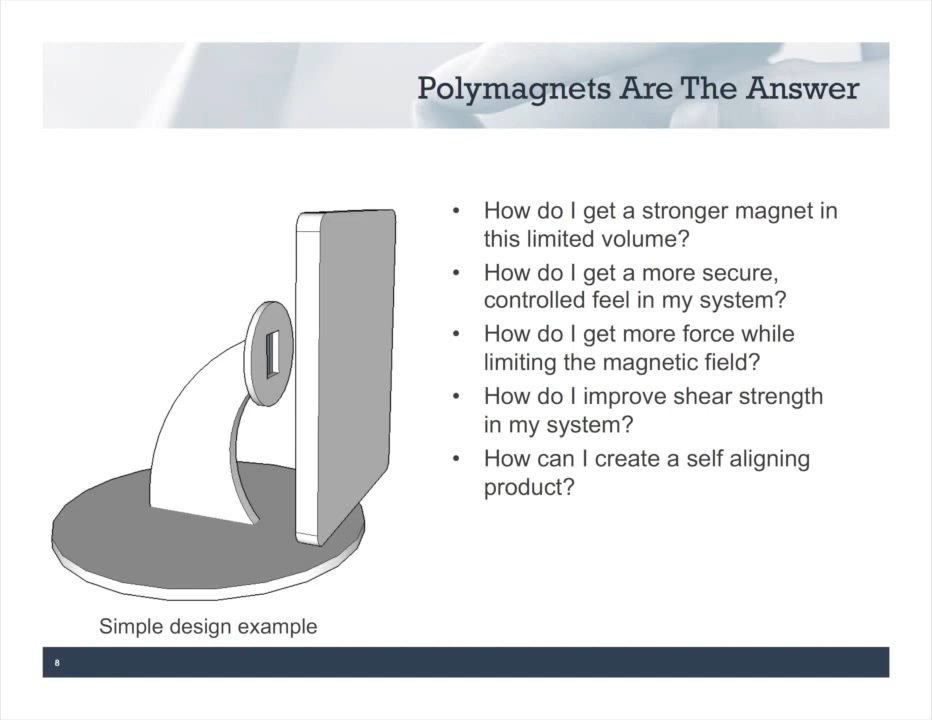 Polymagnets Are The Answer
• How do I get a stronger magnet in
this limited volume?
• How do I get a more secure,
controlled feel in my system?
• How do I get more force while
limiting the magnetic field?
• How do I improve shear strength
in my system?
• How can I create a self aligning
product?
Simple design example
8